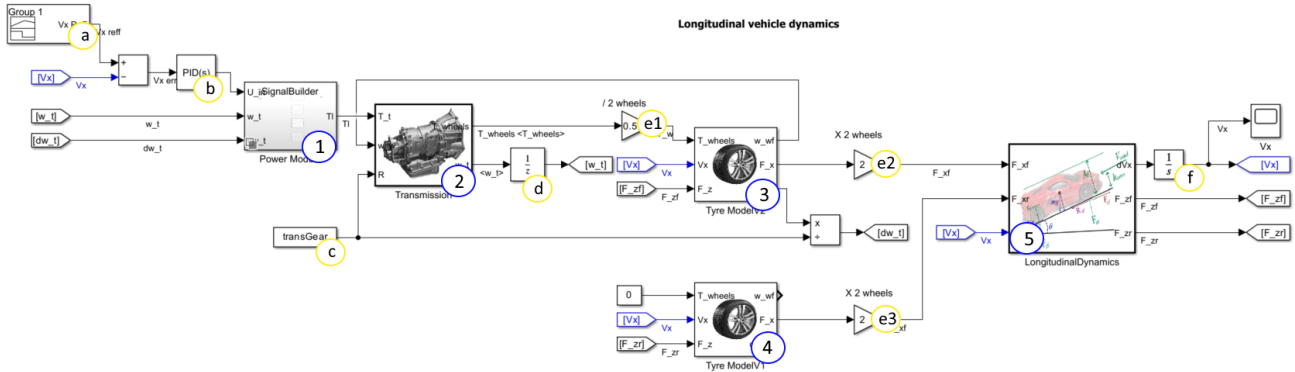 Longitudinal vehicle dynamics
Group 1
Vx
a
Vx reff
+
−
[Vx]
Vx
Vx err
PID(s)
b
[w_t]
w_t
[dw_t]
dw_t
U_in
SignalBuilder
w_t
Tl
1
Tl
T_t
T_wheels <T_wheels>
R
<w_t>
2
Transmission
1
z
d
[w_t]
/ 2 wheels
0.5
e1
[Vx]
Vx
[F_zf]
F_zf
T_wheels
w_wf
Vx
F_x
F_z
3
Tyre ModelV2
X 2 wheels
2
e2
F_xf
transGear
c
x
÷
[dw_t]
0
[Vx]
Vx
[F_zr]
F_zr
T_wheels
w_wf
Vx
F_x
F_z
4
Tyre ModelV1
X 2 wheels
2
e3
[Vx]
Vx
F_xf
F_xr
dVx
F_zf
F_zr
5
LongitudinalDynamics
1
s
f
Vx
Vx
[Vx]
F_zf
[F_zf]
F_zr
[F_zr]